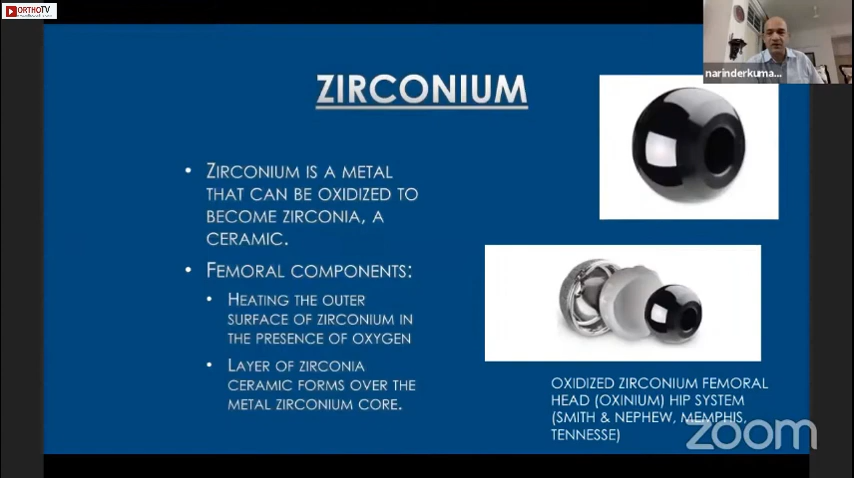 ORTHOTV
narinderkuma...
ZIRCONIUM
• ZIRCONIUM IS A METAL
THAT CAN BE OXIDIZED TO
BECOME ZIRCONIA, A
CERAMIC.
• FEMORAL COMPONENTS:
• HEATING THE OUTER
SURFACE OF ZIRCONIUM IN
THE PRESENCE OF OXYGEN
• LAYER OF ZIRCONIA
CERAMIC FORMS OVER THE
METAL ZIRCONIUM CORE.
OXIDIZED ZIRCONIUM FEMORAL
HEAD (OXINIUM) HIP SYSTEM
(SMITH & NEPHEW, MEMPHIS,
TENNESSE)
zoom